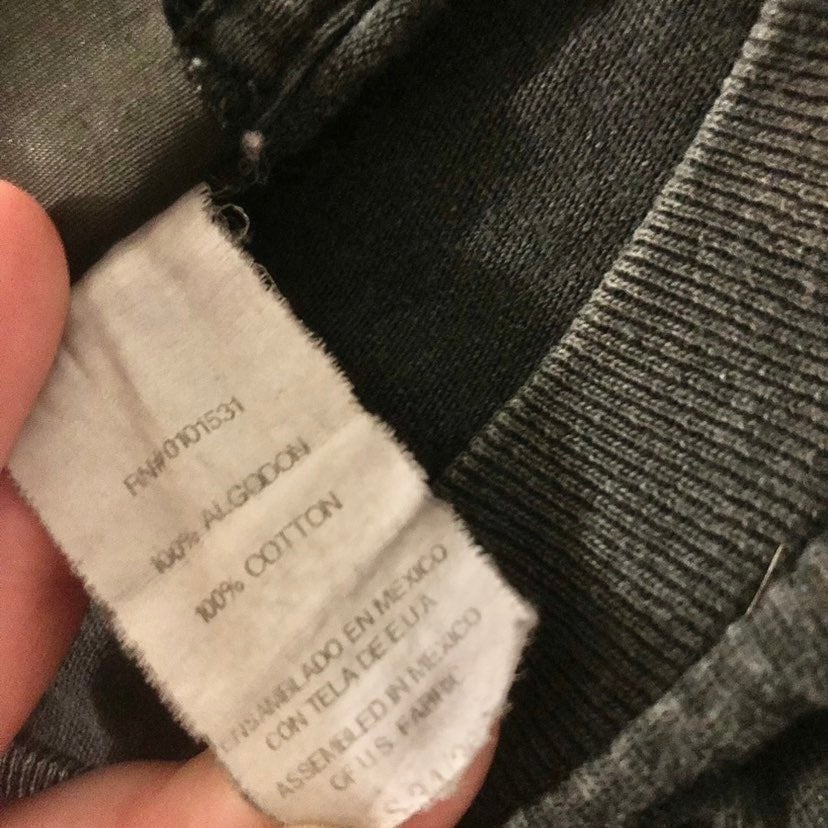 RN#0101531
100% ALGODON
100% COTTON
ENSAMBLADO EN MEXICO
CON TELA DE E.U.A
ASSEMBLED IN MEXICO
OF U.S. FABRIC